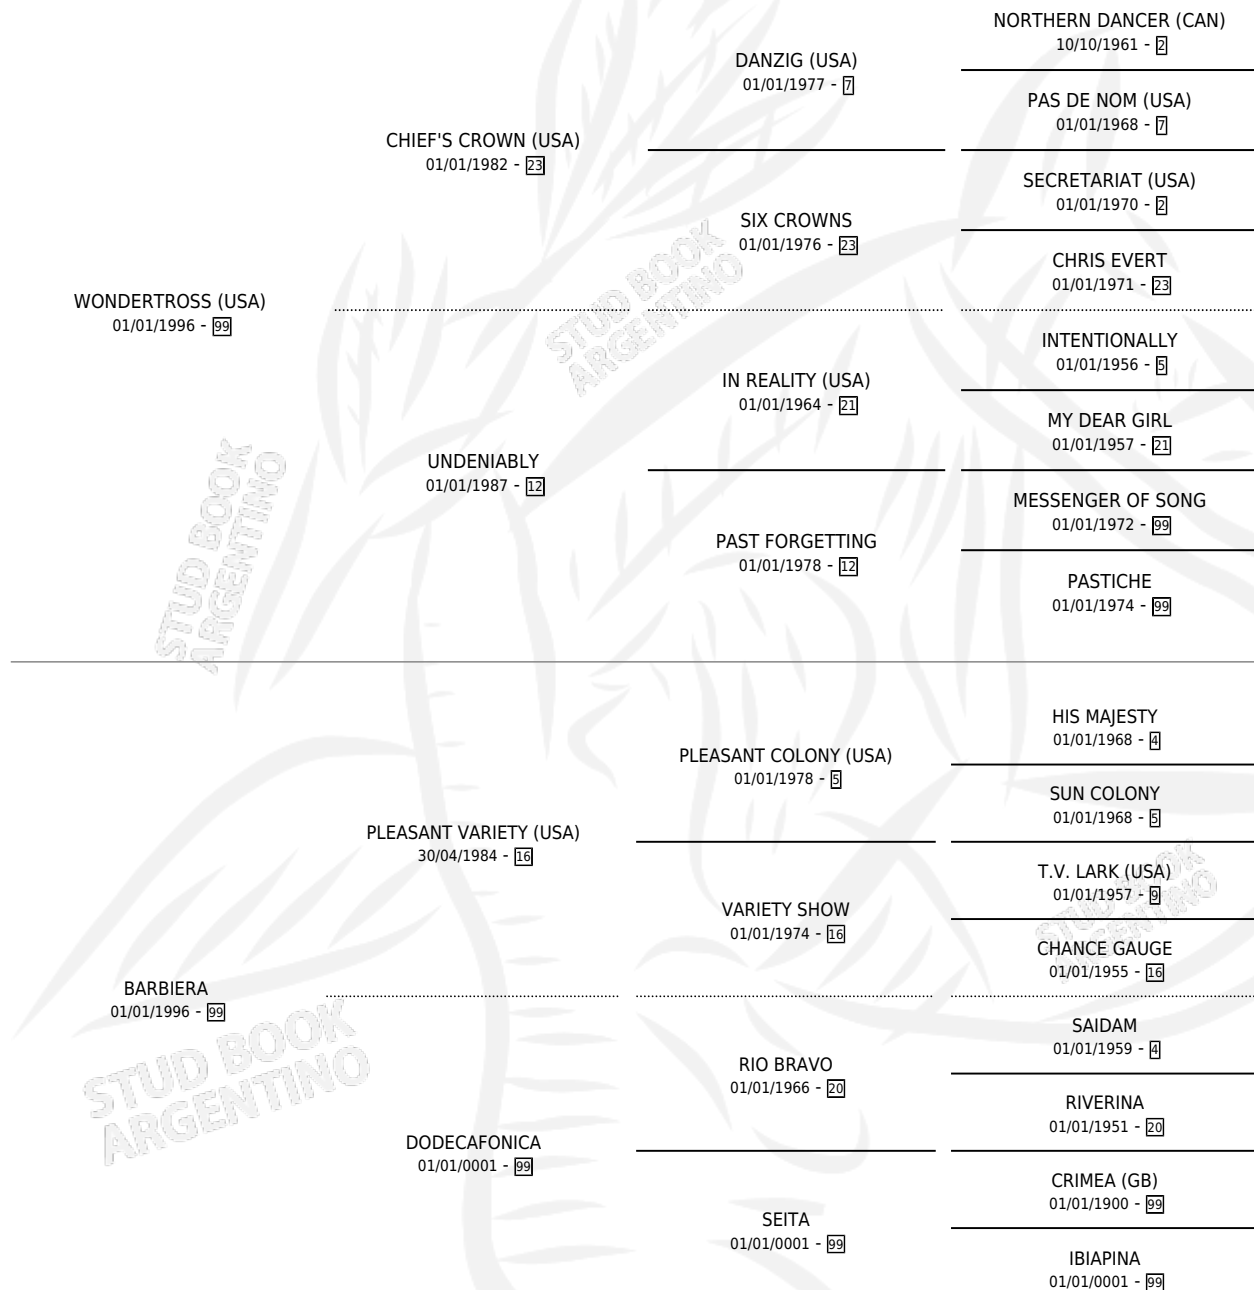 NORTHERN DANCER (CAN)
10/10/1961 - 2
DANZIG (USA)
01/01/1977 - 7
PAS DE NOM (USA)
01/01/1968 - 7
CHIEF'S CROWN (USA)
01/01/1982 - 23
SECRETARIAT (USA)
01/01/1970 - 2
SIX CROWNS
01/01/1976 - 23
CHRIS EVERT
01/01/1971 - 23
WONDERTROSS (USA)
01/01/1996 - 99
INTENTIONALLY
01/01/1956 - 5
IN REALITY (USA)
01/01/1964 - 21
MY DEAR GIRL
01/01/1957 - 21
UNDENIABLY
01/01/1987 - 12
MESSENGER OF SONG
01/01/1972 - 99
PAST FORGETTING
01/01/1978 - 12
PASTICHE
01/01/1974 - 99
HIS MAJESTY
01/01/1968 - 4
PLEASANT COLONY (USA)
01/01/1978 - 5
SUN COLONY
01/01/1968 - 5
PLEASANT VARIETY (USA)
30/04/1984 - 16
T.V. LARK (USA)
01/01/1957 - 9
VARIETY SHOW
01/01/1974 - 16
CHANCE GAUGE
01/01/1955 - 16
BARBIERA
01/01/1996 - 99
SAIDAM
01/01/1959 - 4
RIO BRAVO
01/01/1966 - 20
RIVERINA
01/01/1951 - 20
DODECAFONICA
01/01/0001 - 99
CRIMEA (GB)
01/01/1900 - 99
SEITA
01/01/0001 - 99
IBIAPINA
01/01/0001 - 99
STUD BOOK
ARGENTINO
STUD BOOK
ARGENTINO
STUD BOOK
ARGENTINO
STUD BOOK
ARGENTINO